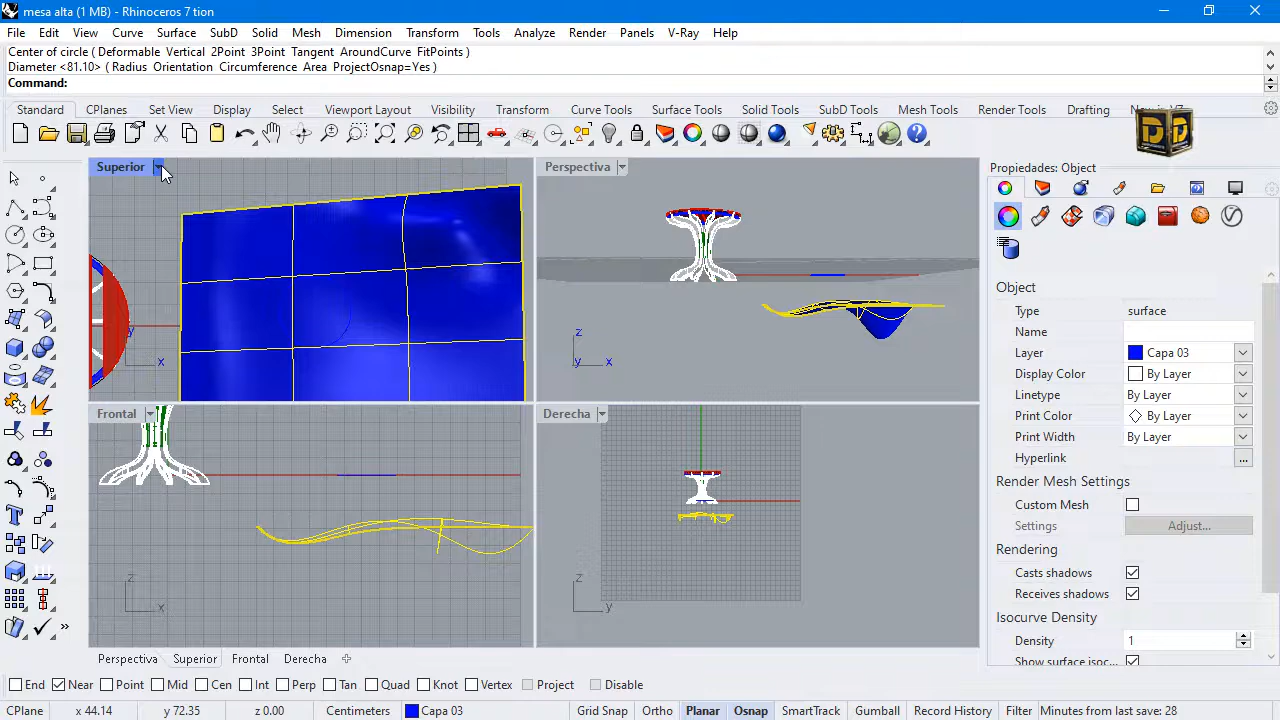 mesa alta (1 MB) - Rhinoceros 7 tion
File Edit View Curve Surface SubD Solid Mesh Dimension Transform Tools Analyze Render Panels V-Ray Help
Center of circle ( Deformable Vertical 2Point 3Point Tangent AroundCurve FitPoints )
Diameter <81.10> ( Radius Orientation Circumference Area ProjectOsnap=Yes )
Command:
Standard CPlanes Set View Display Select Viewport Layout Visibility Transform Curve Tools Surface Tools Solid Tools SubD Tools Mesh Tools Render Tools Drafting
Superior Perspectiva Propiedades: Object
Object
Type surface
Name
Layer Capa 03
z
y x
y
x
Display Color By Layer
Linetype By Layer
Frontal Derecha
Print Color By Layer
Print Width By Layer
Hyperlink ...
Render Mesh Settings
Custom Mesh
Settings Adjust...
Rendering
Casts shadows
z
x
z
y
Receives shadows
Isocurve Density
Density 1
Show surface isoc...
Perspectiva Superior Frontal Derecha
End Near Point Mid Cen Int Perp Tan Quad Knot Vertex Project Disable
CPlane x 44.14 y 72.35 z 0.00 Centimeters Capa 03 Grid Snap Ortho Planar Osnap SmartTrack Gumball Record History Filter Minutes from last save: 28